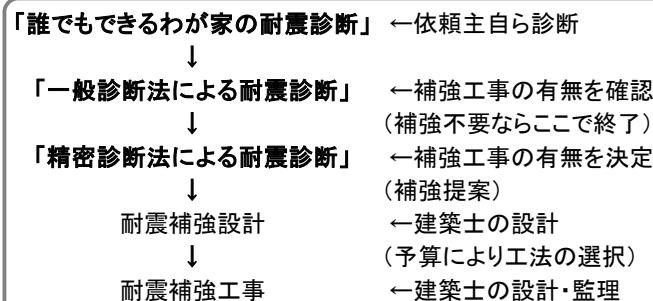 「誰でもできるわが家の耐震診断」 ←依頼主自ら診断
↓
「一般診断法による耐震診断」 ←補強工事の有無を確認
↓ (補強不要ならここで終了)
「精密診断法による耐震診断」 ←補強工事の有無を決定
↓ (補強提案)
耐震補強設計 ←建築士の設計
↓ (予算により工法の選択)
耐震補強工事 ←建築士の設計・監理